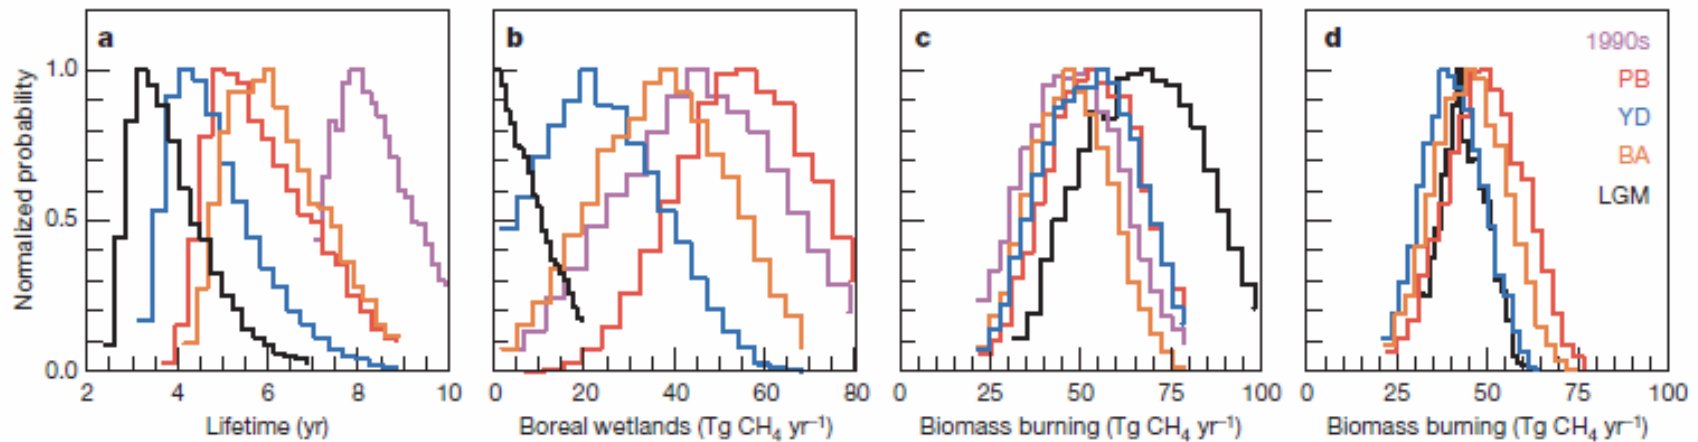 a
b
c
d
1990s
PB
YD
BA
LGM
Normalized probability
1.0
0.5
0.0
2 4 6 8 10
0 20 40 60 80
0 25 50 75 100
0 25 50 75 100
Lifetime (yr)
Boreal wetlands (Tg CH₄ yr⁻¹)
Biomass burning (Tg CH₄ yr⁻¹)
Biomass burning (Tg CH₄ yr⁻¹)